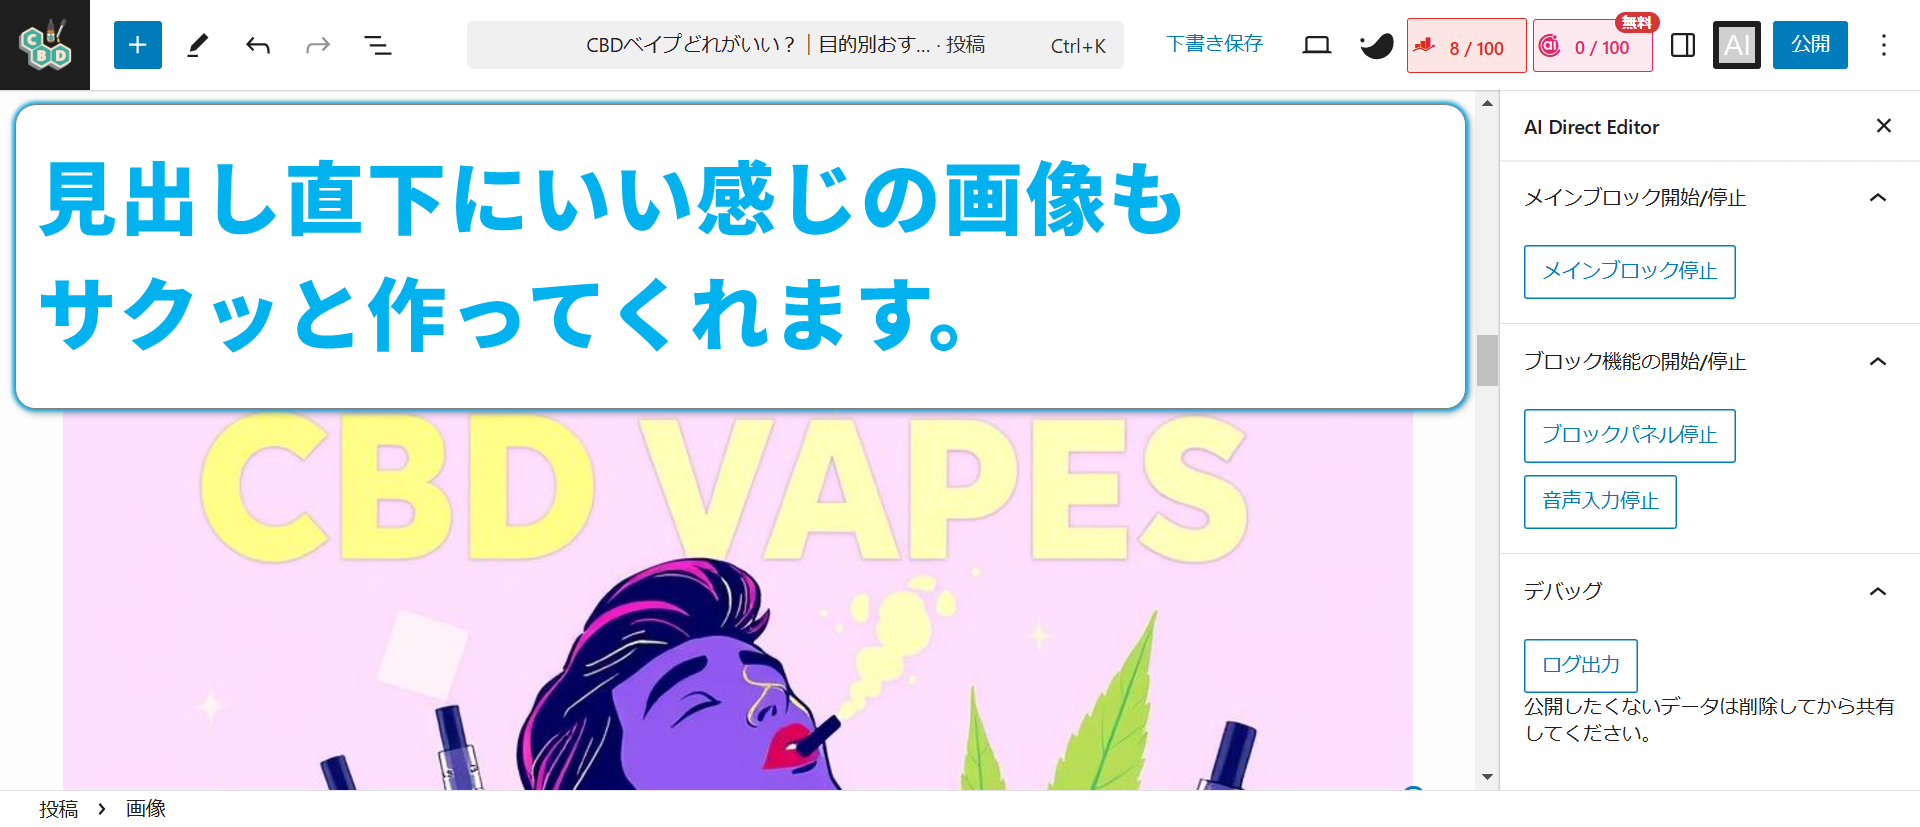 CBD
CBDベイプどれがいい？｜目的別おす... · 投稿
Ctrl+K
下書き保存
8 / 100
無料
ai
0 / 100
AI
公開
見出し直下にいい感じの画像も
サクッと作ってくれます。
CBD VAPES
AI Direct Editor
メインブロック開始/停止
メインブロック停止
ブロック機能の開始/停止
ブロックパネル停止
音声入力停止
デバッグ
ログ出力
公開したくないデータは削除してから共有
してください。
投稿
画像